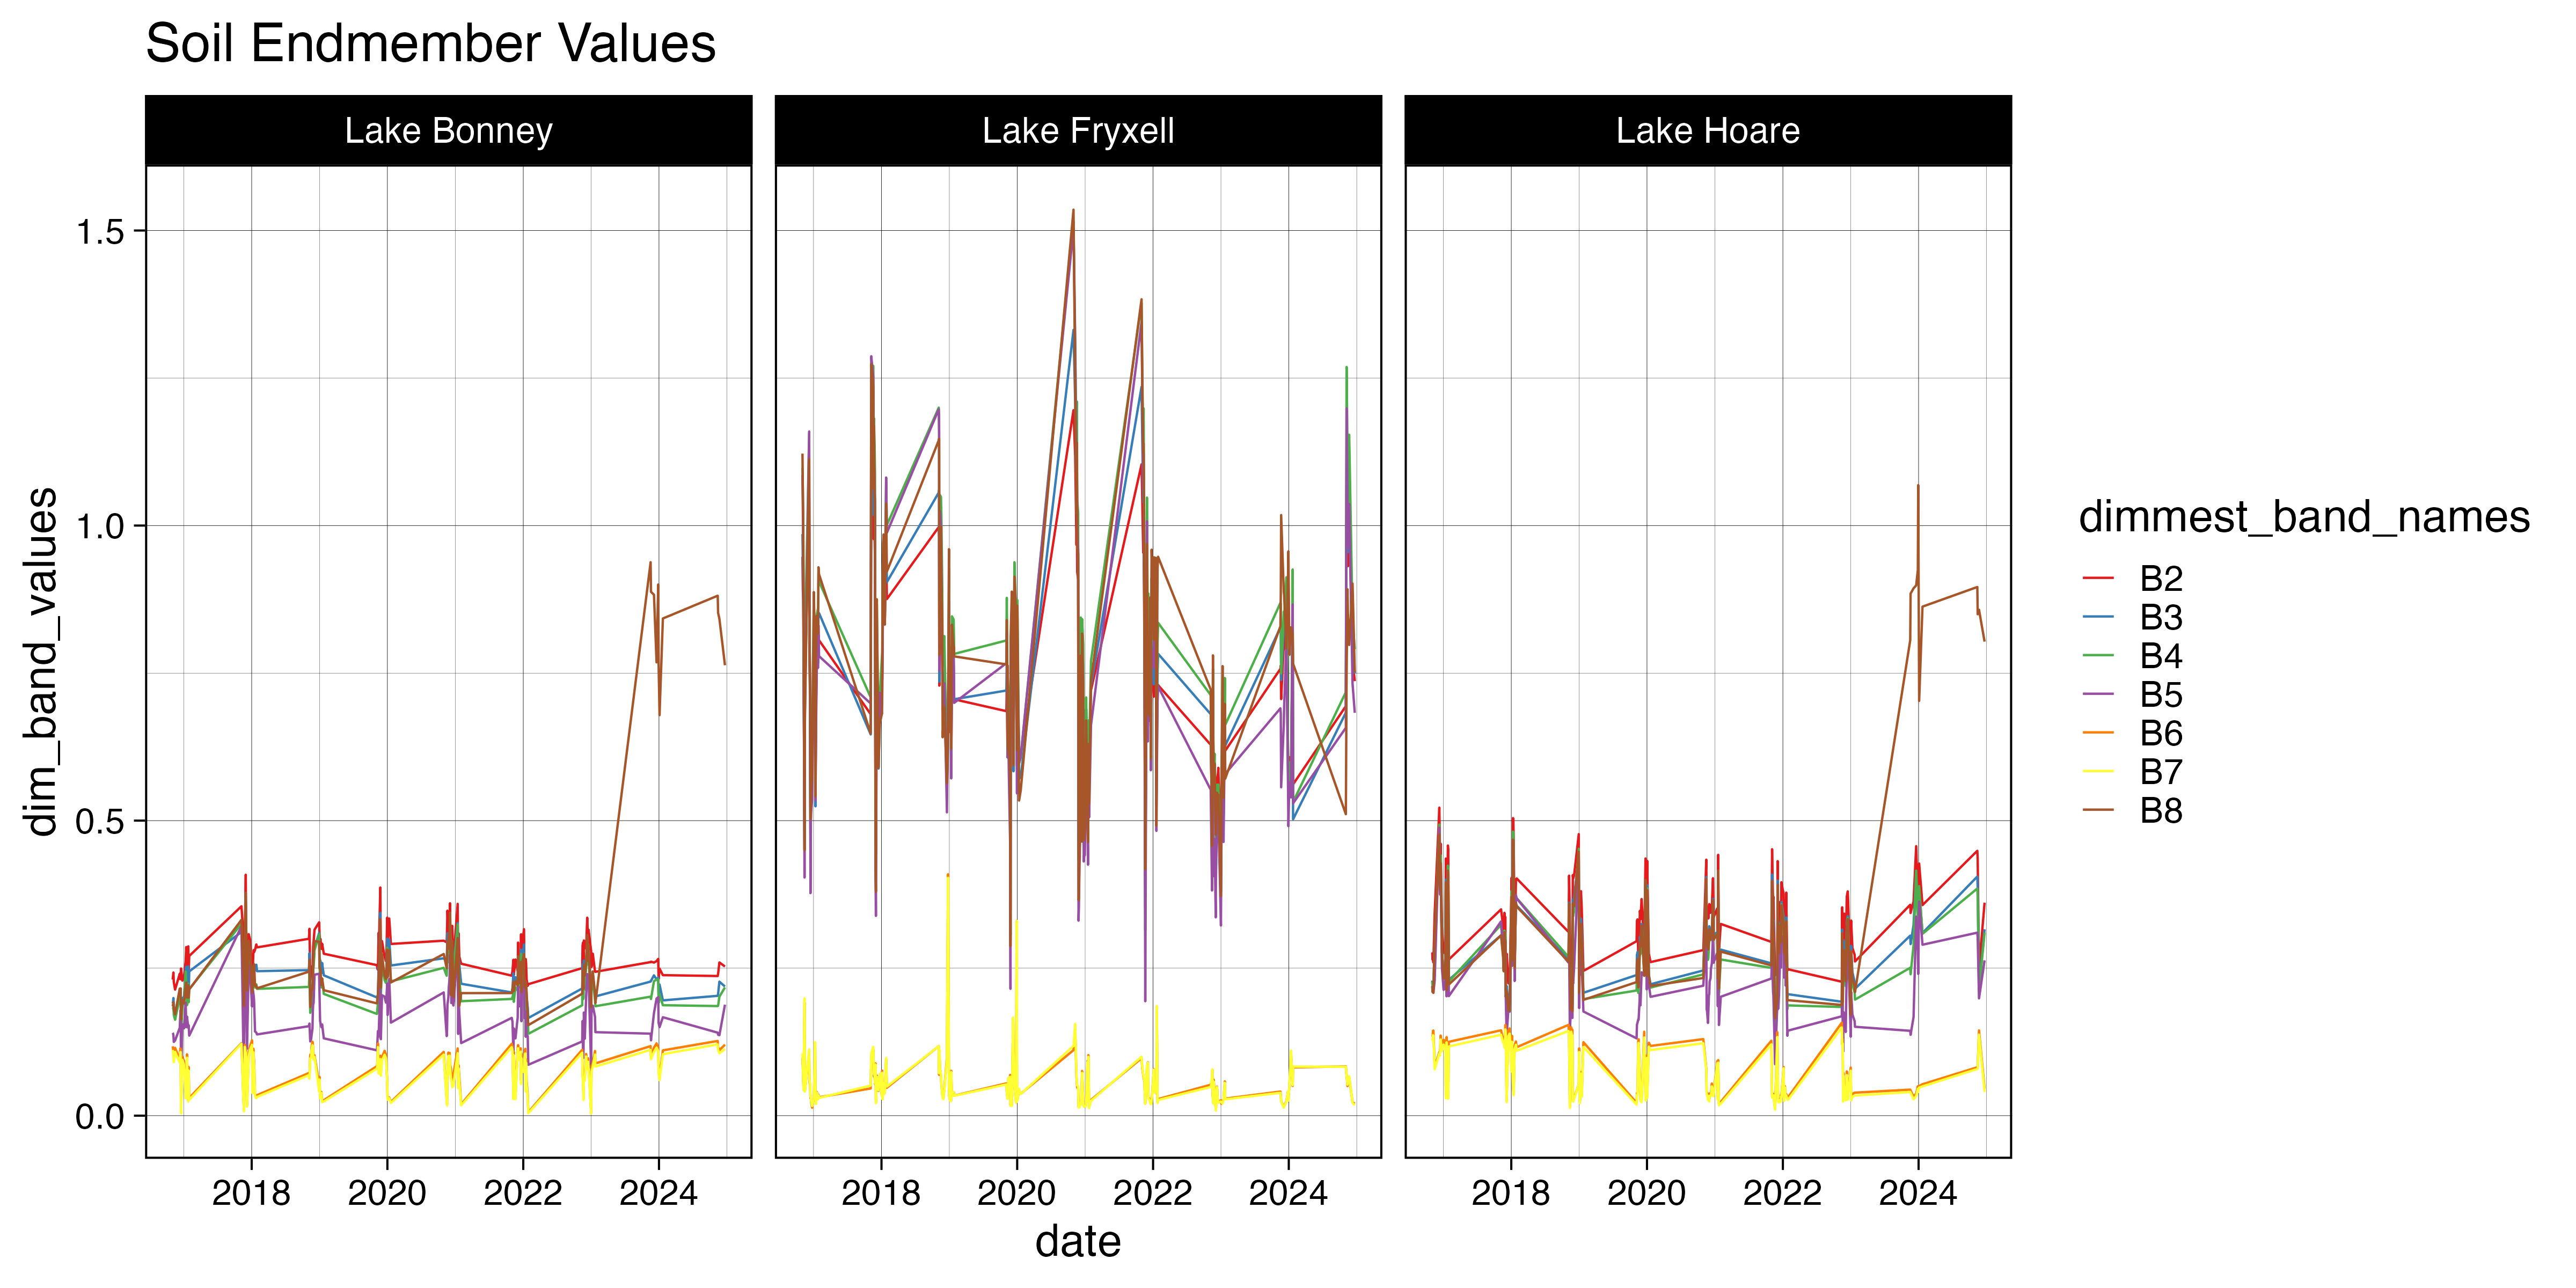 Soil Endmember Values
Lake Bonney
Lake Fryxell
Lake Hoare
dim_band_values
1.5
1.0
0.5
0.0
2018 2020 2022 2024
2018 2020 2022 2024
2018 2020 2022 2024
date
dimmest_band_names
B2
B3
B4
B5
B6
B7
B8